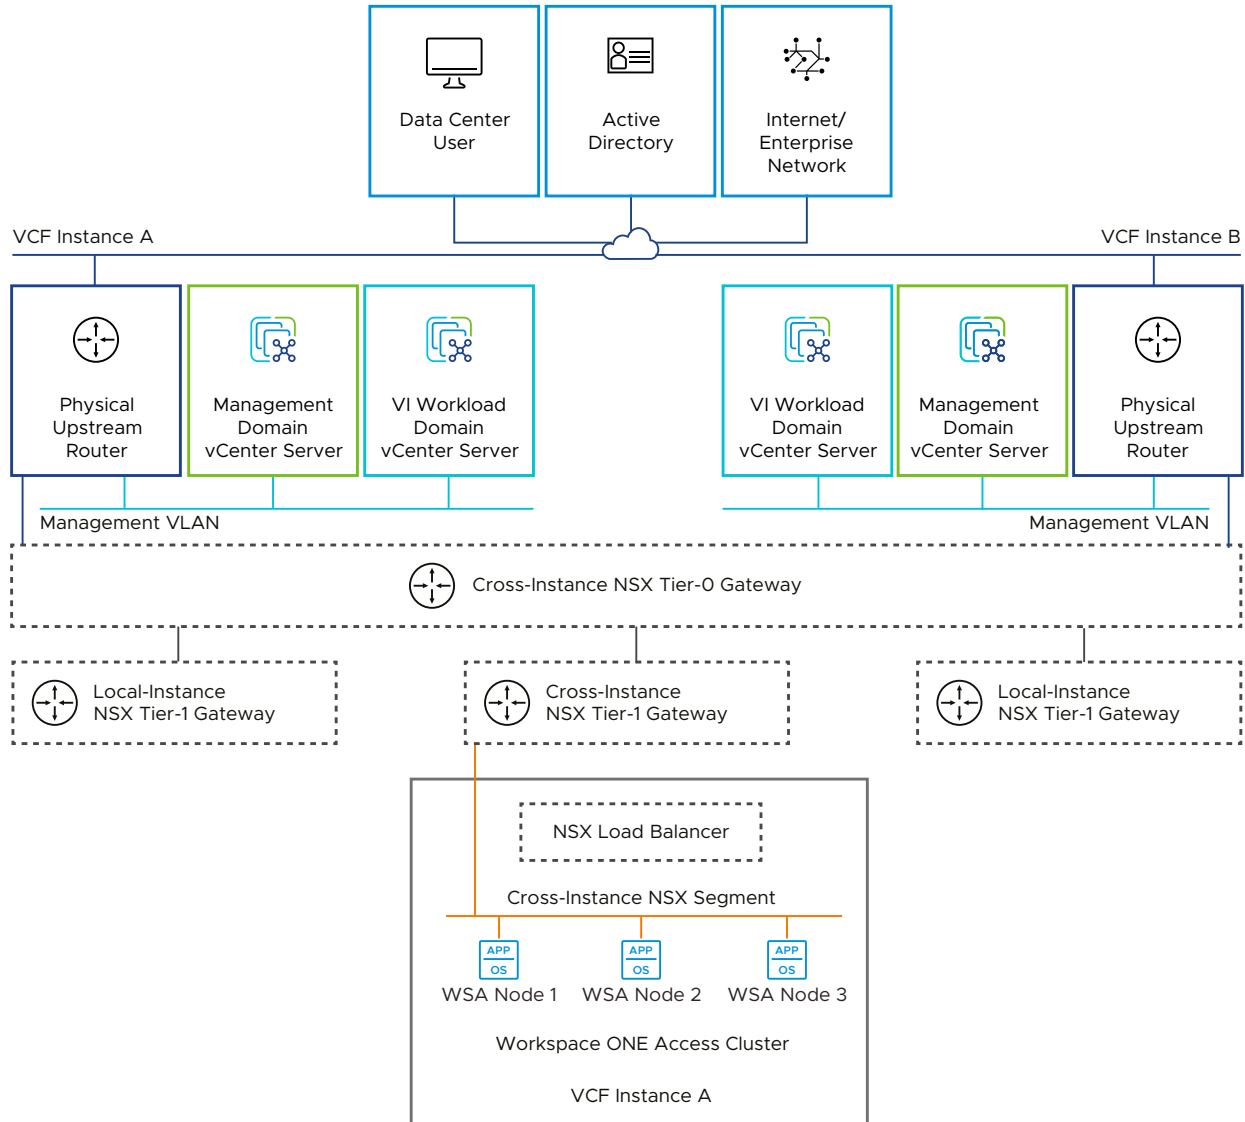 Data Center
User
Active
Directory
Internet/
Enterprise
Network
VCF Instance A
VCF Instance B
Physical
Upstream
Router
Management
Domain
vCenter Server
VI Workload
Domain
vCenter Server
VI Workload
Domain
vCenter Server
Management
Domain
vCenter Server
Physical
Upstream
Router
Management VLAN
Management VLAN
Cross-Instance NSX Tier-0 Gateway
Local-Instance
NSX Tier-1 Gateway
Cross-Instance
NSX Tier-1 Gateway
Local-Instance
NSX Tier-1 Gateway
NSX Load Balancer
Cross-Instance NSX Segment
APP
OS
APP
OS
APP
OS
WSA Node 1
WSA Node 2
WSA Node 3
Workspace ONE Access Cluster
VCF Instance A